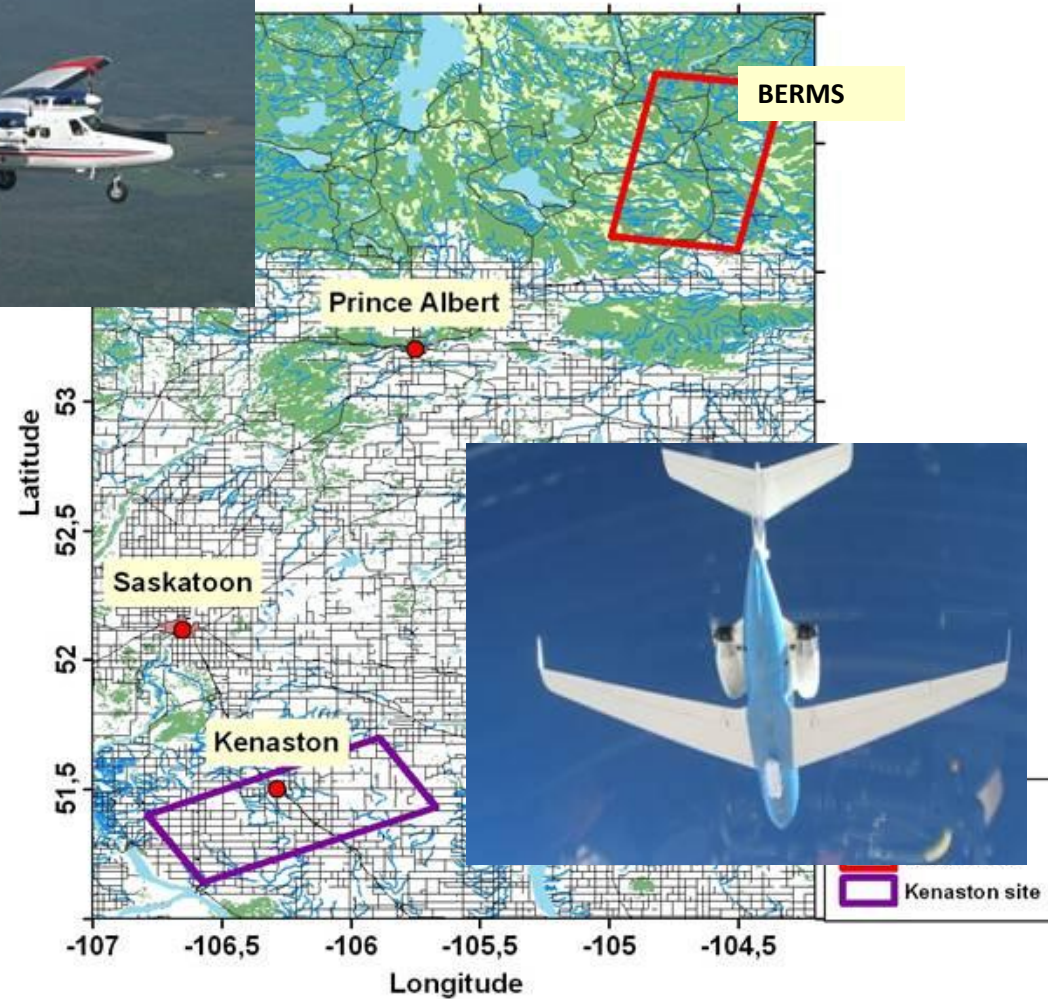 BERMS
Prince Albert
53
Latitude
52,5
Saskatoon
52
Kenaston
51,5
Kenaston site
-107
-106,5
-106
-105,5
-105
-104,5
Longitude